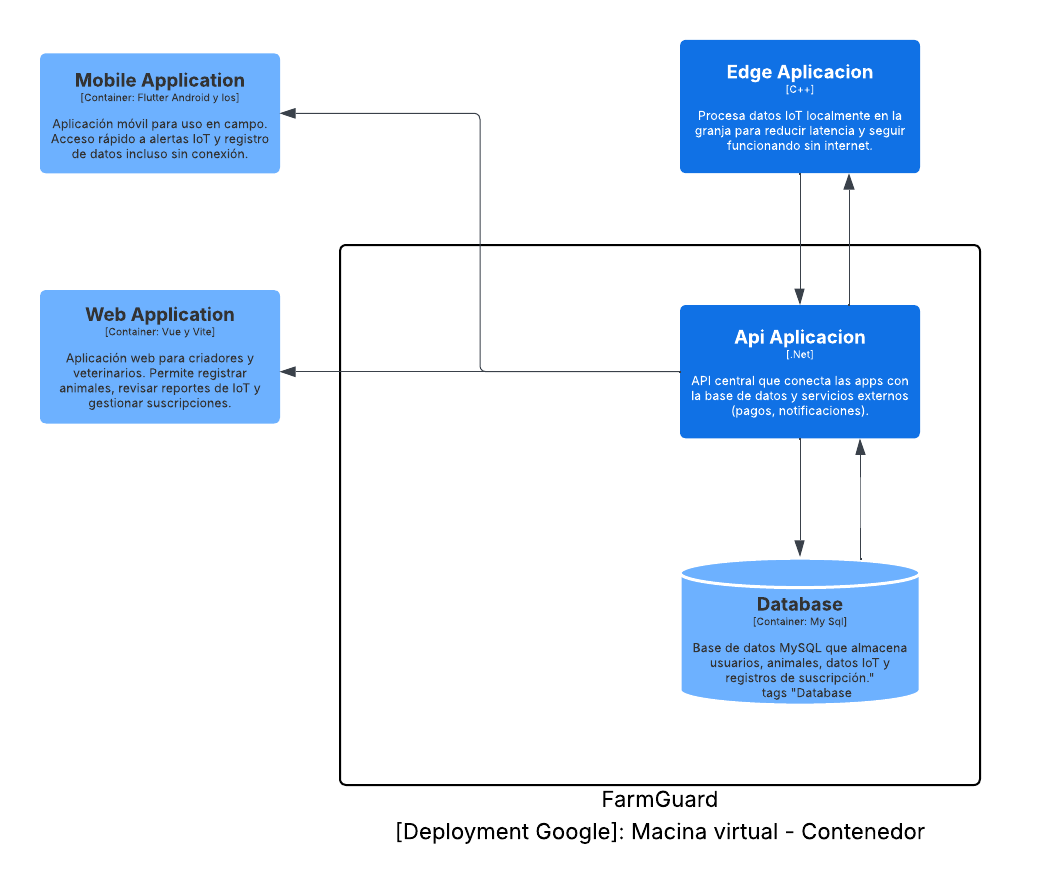 Mobile Application
[Container: Flutter Android y Ios]
Aplicación móvil para uso en campo.
Acceso rápido a alertas IoT y registro
de datos incluso sin conexión.
Edge Aplicacion
[C++]
Procesa datos IoT localmente en la
granja para reducir latencia y seguir
funcionando sin internet.
Web Application
[Container: Vue y Vite]
Aplicación web para criadores y
veterinarios. Permite registrar
animales, revisar reportes de IoT y
gestionar suscripciones.
Api Aplicacion
[.Net]
API central que conecta las apps con
la base de datos y servicios externos
(pagos, notificaciones).
Database
[Container: My Sql]
Base de datos MySQL que almacena
usuarios, animales, datos IoT y
registros de suscripción."
tags "Database
FarmGuard
[Deployment Google]: Macina virtual - Contenedor